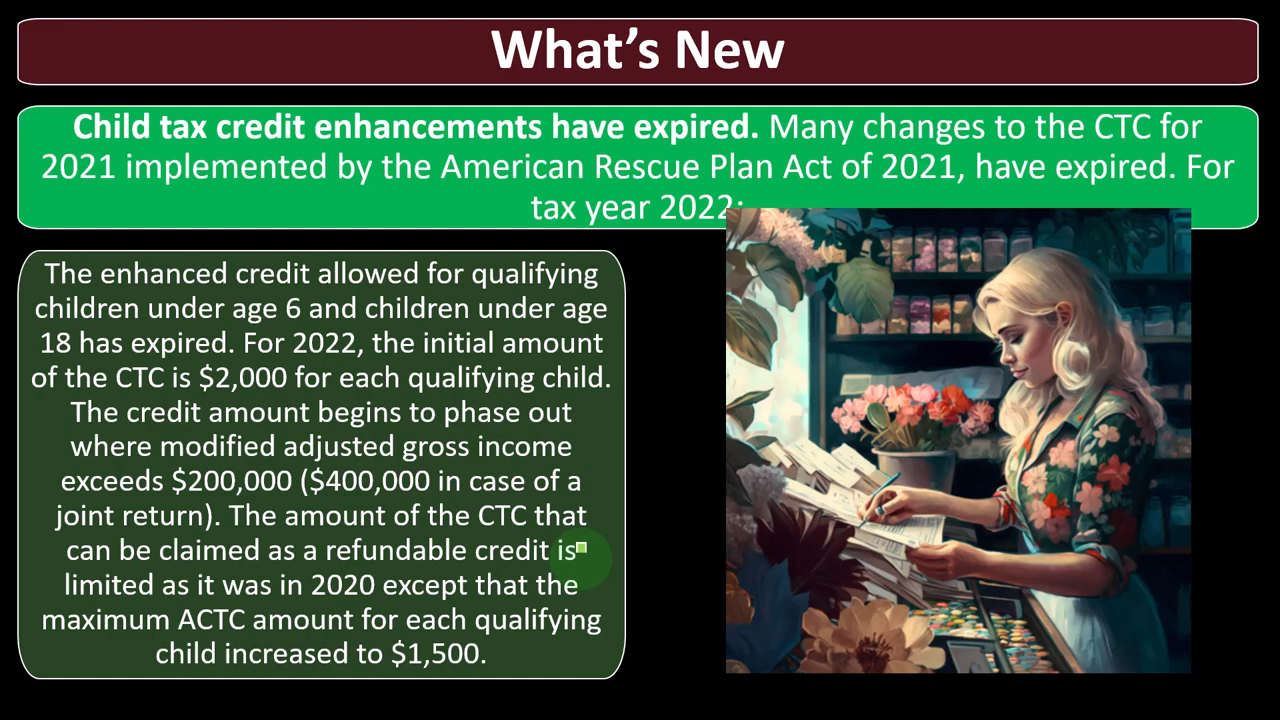 What’s New
Child tax credit enhancements have expired. Many changes to the CTC for
2021 implemented by the American Rescue Plan Act of 2021, have expired. For
tax year 2022:
The enhanced credit allowed for qualifying
children under age 6 and children under age
18 has expired. For 2022, the initial amount
of the CTC is $2,000 for each qualifying child.
The credit amount begins to phase out
where modified adjusted gross income
exceeds $200,000 ($400,000 in case of a
joint return). The amount of the CTC that
can be claimed as a refundable credit is
limited as it was in 2020 except that the
maximum ACTC amount for each qualifying
child increased to $1,500.